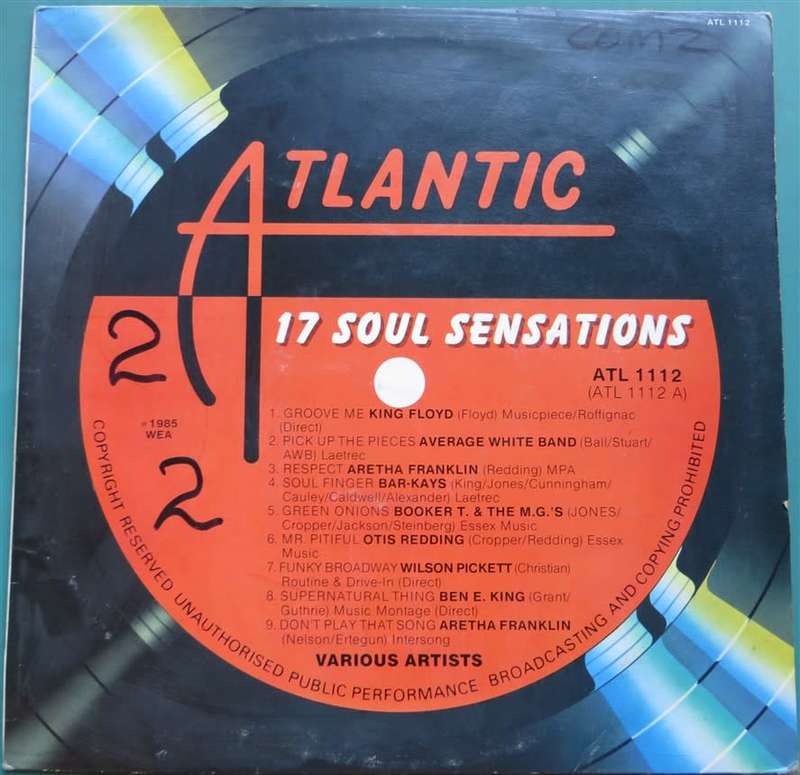 ATL 1112
COMZ
ATLANTIC
17 SOUL SENSATIONS
2
ATL 1112
(ATL 1112 A)
℗1985
WEA
2
1. GROOVE ME KING FLOYD (Floyd) Musicpiece/Roffignac
(Direct)
2. PICK UP THE PIECES AVERAGE WHITE BAND (Ball/Stuart/
AWB) Laetrec
3. RESPECT ARETHA FRANKLIN (Redding) MPA
4. SOUL FINGER BAR-KAYS (King/Jones/Cunningham/
Cauley/Caldwell/Alexander) Laetrec
5. GREEN ONIONS BOOKER T. & THE M.G.'S (JONES/
Cropper/Jackson/Steinberg) Essex Music
6. MR. PITIFUL OTIS REDDING (Cropper/Redding) Essex
Music
7. FUNKY BROADWAY WILSON PICKETT (Christian)
Routine & Drive-In (Direct)
8. SUPERNATURAL THING BEN E. KING (Grant/
Guthrie) Music Montage (Direct)
9. DON'T PLAY THAT SONG ARETHA FRANKLIN
(Nelson/Ertegun) Intersong
VARIOUS ARTISTS
COPYRIGHT RESERVED UNAUTHORISED PUBLIC PERFORMANCE BROADCASTING AND COPYING PROHIBITED